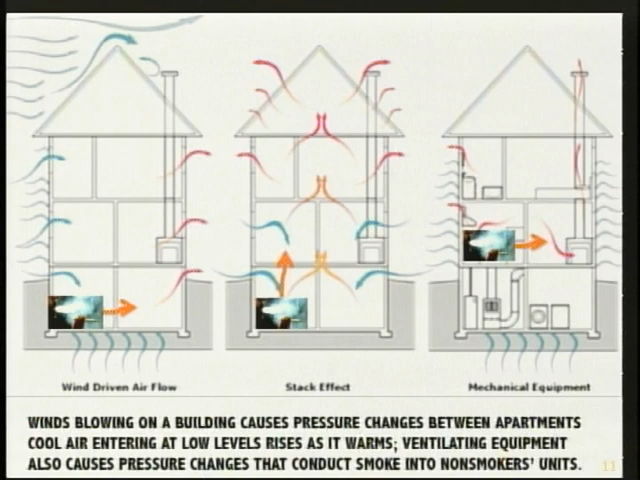 Wind Driven Air Flow
Stack Effect
Mechanical Equipment
WINDS BLOWING ON A BUILDING CAUSES PRESSURE CHANGES BETWEEN APARTMENTS
COOL AIR ENTERING AT LOW LEVELS RISES AS IT WARMS; VENTILATING EQUIPMENT
ALSO CAUSES PRESSURE CHANGES THAT CONDUCT SMOKE INTO NONSMOKERS' UNITS.
11